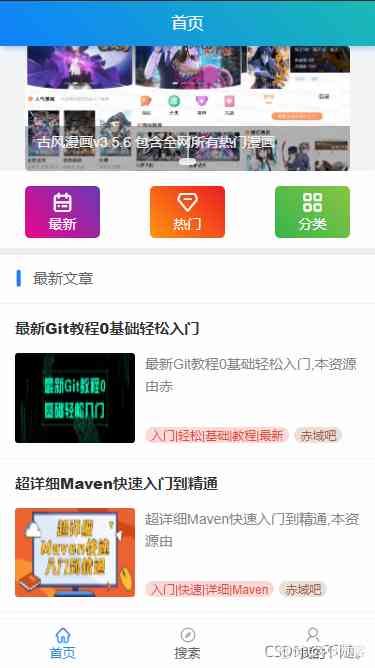 首页
人气漫画
古风漫画v3.5.6 包含全网所有热门漫画
最新
热门
分类
最新文章
最新Git教程0基础轻松入门
最新Git教程0
基础轻松入门
最新Git教程0基础轻松入门,本资源
由赤
入门|轻松|基础|教程|最新
赤域吧
超详细Maven快速入门到精通
超详细
Maven快速
入门到精通
超详细Maven快速入门到精通,本资
源由
入门|快速|详细|Maven
赤域吧
首页
搜索